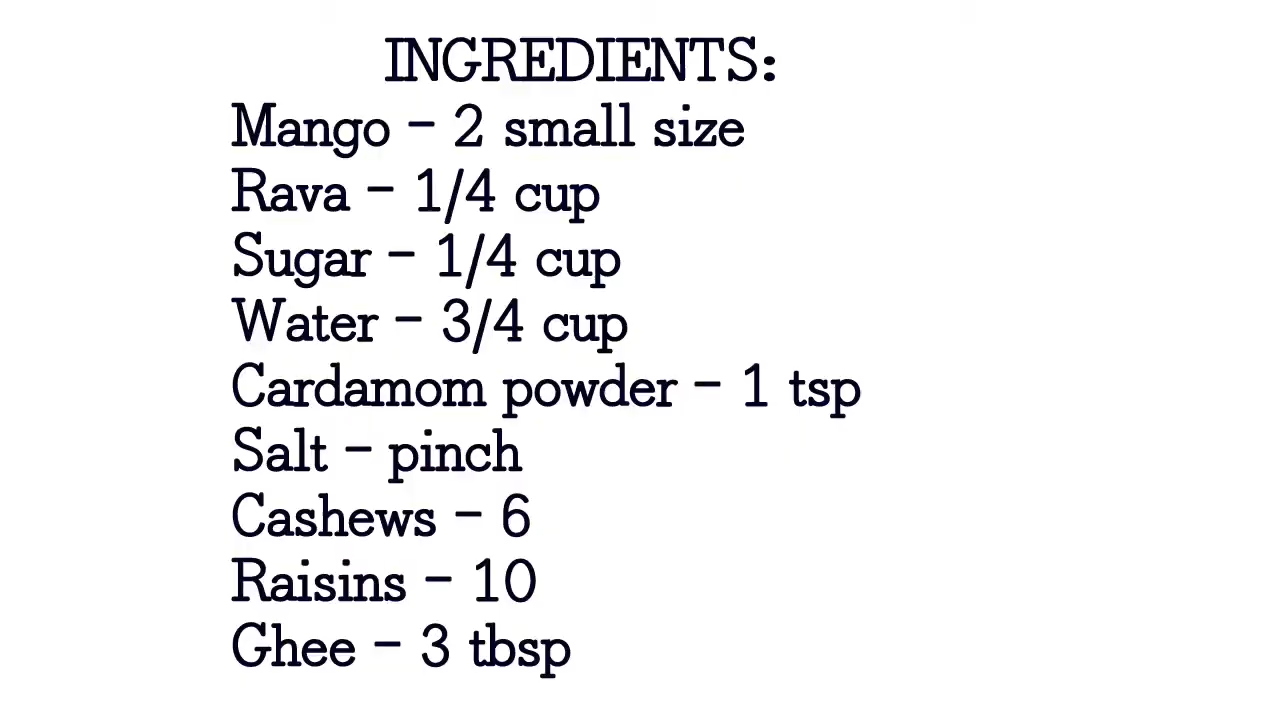 INGREDIENTS:
Mango - 2 small size
Rava - 1/4 cup
Sugar - 1/4 cup
Water - 3/4 cup
Cardamom powder - 1 tsp
Salt - pinch
Cashews - 6
Raisins - 10
Ghee - 3 tbsp